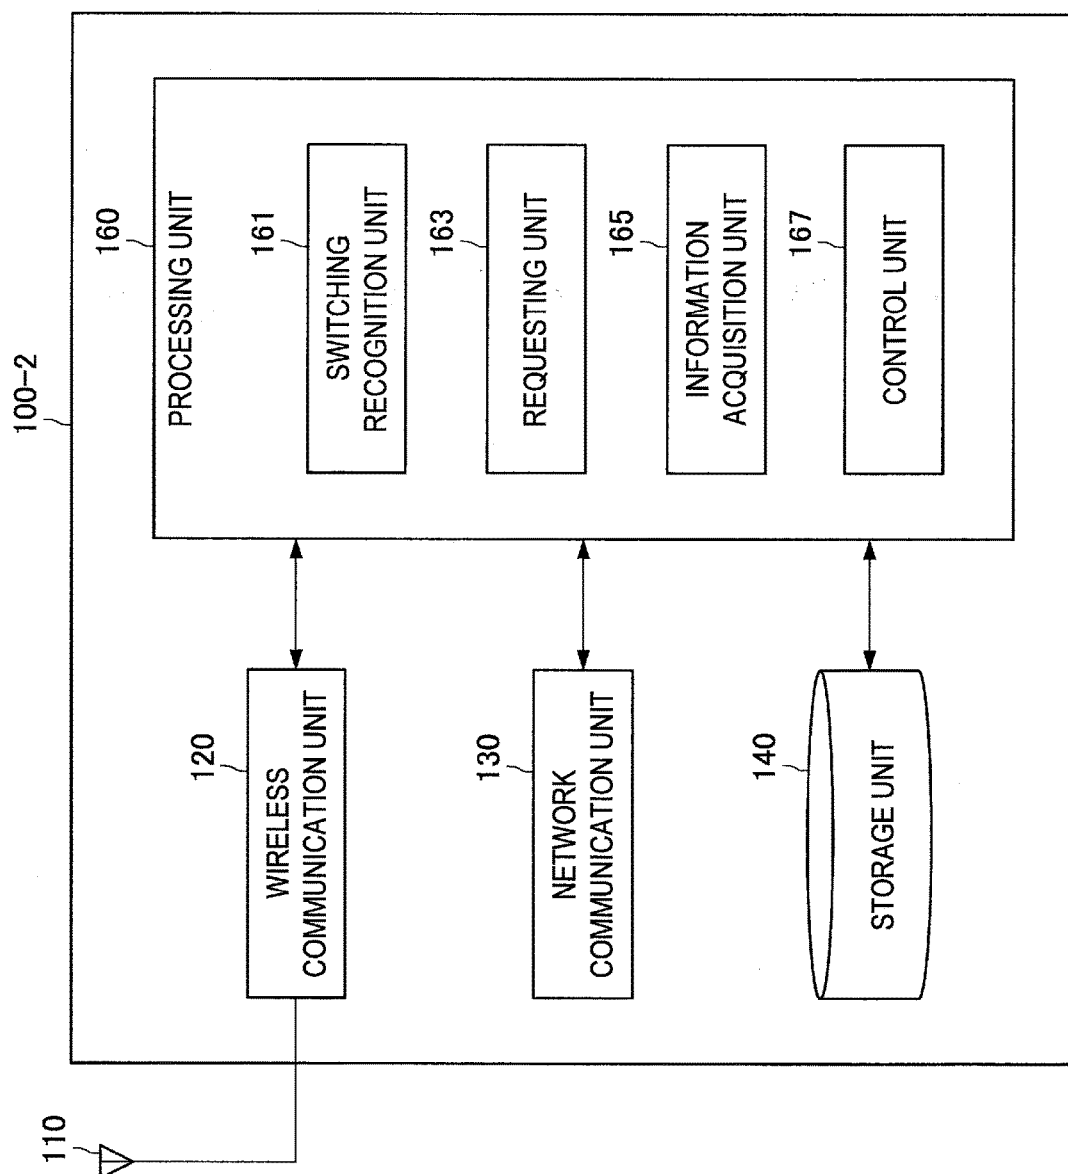 100-2
110
120
WIRELESS
COMMUNICATION UNIT
130
NETWORK
COMMUNICATION UNIT
140
STORAGE UNIT
160
PROCESSING UNIT
161
SWITCHING
RECOGNITION UNIT
163
REQUESTING UNIT
165
INFORMATION
ACQUISITION UNIT
167
CONTROL UNIT